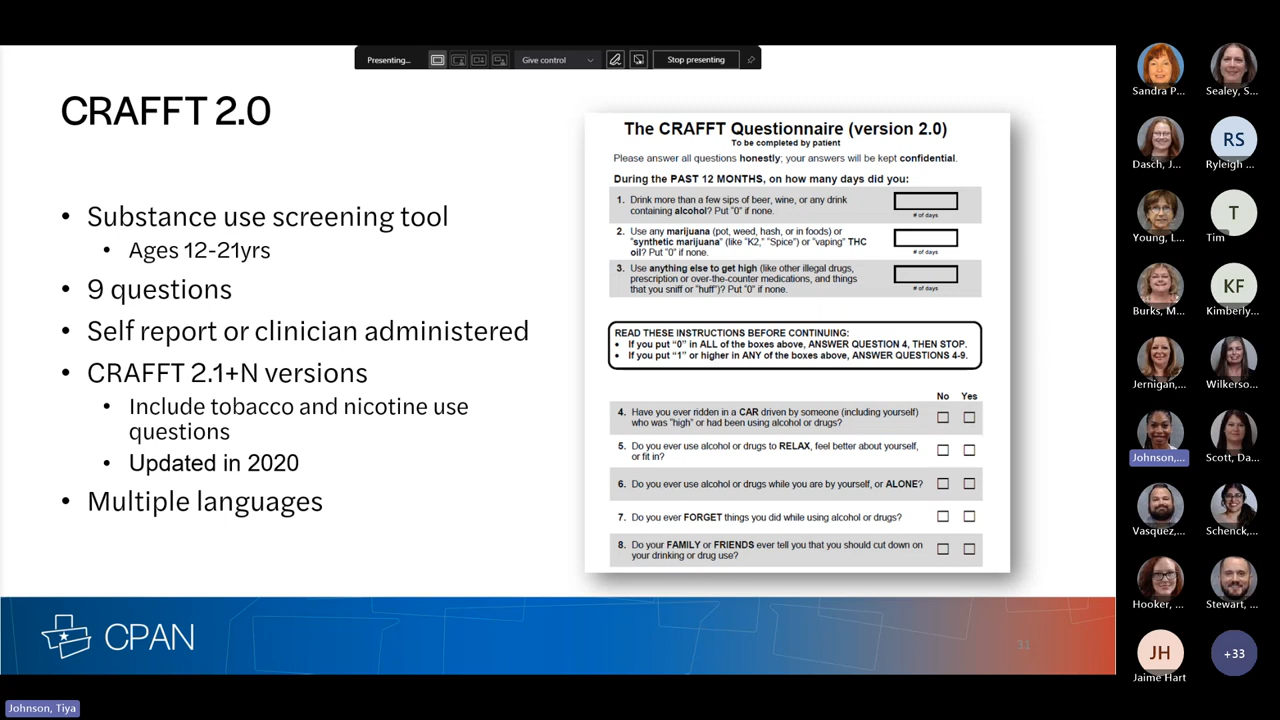 Presenting...
Give control
Stop presenting
CRAFFT 2.0
• Substance use screening tool
• Ages 12-21yrs
• 9 questions
• Self report or clinician administered
• CRAFFT 2.1+N versions
• Include tobacco and nicotine use
questions
• Updated in 2020
• Multiple languages
The CRAFFT Questionnaire (version 2.0)
To be completed by patient
Please answer all questions honestly; your answers will be kept confidential.
During the PAST 12 MONTHS, on how many days did you:
1. Drink more than a few sips of beer, wine, or any drink
containing alcohol? Put "0" if none.
# of days
2. Use any marijuana (pot, weed, hash, or in foods) or
"synthetic marijuana" (like "K2," "Spice") or "vaping" THC
oil? Put "0" if none.
# of days
3. Use anything else to get high (like other illegal drugs,
prescription or over-the-counter medications, and things
that you sniff or "huff")? Put "0" if none.
# of days
READ THESE INSTRUCTIONS BEFORE CONTINUING:
• If you put "0" in ALL of the boxes above, ANSWER QUESTION 4, THEN STOP.
• If you put "1" or higher in ANY of the boxes above, ANSWER QUESTIONS 4-9.
No Yes
4. Have you ever ridden in a CAR driven by someone (including yourself)
who was "high" or had been using alcohol or drugs?
5. Do you ever use alcohol or drugs to RELAX, feel better about yourself,
or fit in?
6. Do you ever use alcohol or drugs while you are by yourself, or ALONE?
7. Do you ever FORGET things you did while using alcohol or drugs?
8. Do your FAMILY or FRIENDS ever tell you that you should cut down on
your drinking or drug use?
CPAN
31
Sandra P...
Sealey, S...
Dasch, J...
RS
Ryleigh ...
Young, L...
T
Tim
Burks, M...
KF
Kimberly...
Jernigan,...
Wilkerso...
Johnson,...
Scott, Da...
Vasquez,...
Schenck,...
Hooker, ...
Stewart, ...
JH
Jaime Hart
+33
Johnson, Tiya